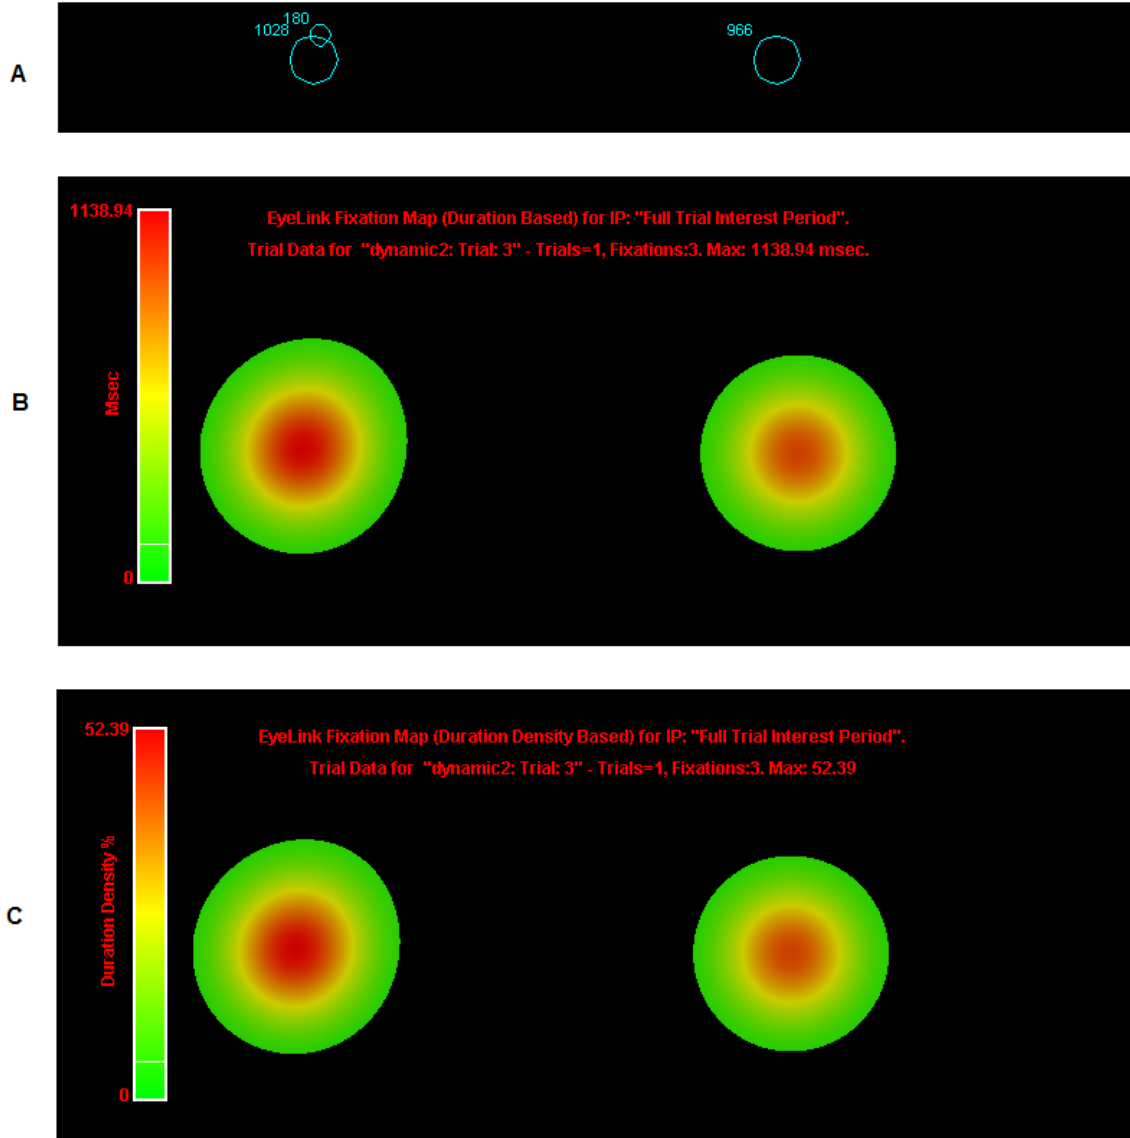 A
180
1028
966
B
1138.94
EyeLink Fixation Map (Duration Based) for IP: "Full Trial Interest Period".
Trial Data for "dynamic2: Trial: 3" - Trials=1, Fixations:3. Max: 1138.94 msec.
Msec
0
C
52.39
EyeLink Fixation Map (Duration Density Based) for IP: "Full Trial Interest Period".
Trial Data for "dynamic2: Trial: 3" - Trials=1, Fixations:3. Max: 52.39
Duration Density %
0